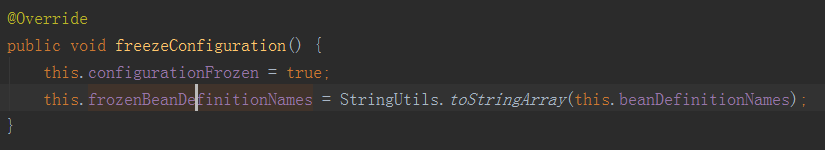 @Override
public void freezeConfiguration() {
this.configurationFrozen = true;
this.frozenBeanDefinitionNames = StringUtils.toStringArray(this.beanDefinitionNames);
}